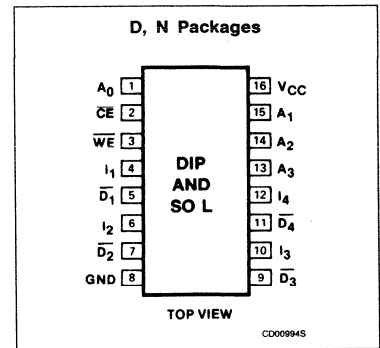 D, N Packages
A0 1 16 VCC
CE 2 15 A1
WE 3 14 A2
I1 4 13 A3
D1 5 12 I4
I2 6 11 D4
D2 7 10 I3
GND 8 9 D3
DIP
AND
SO L
TOP VIEW
CD00994S